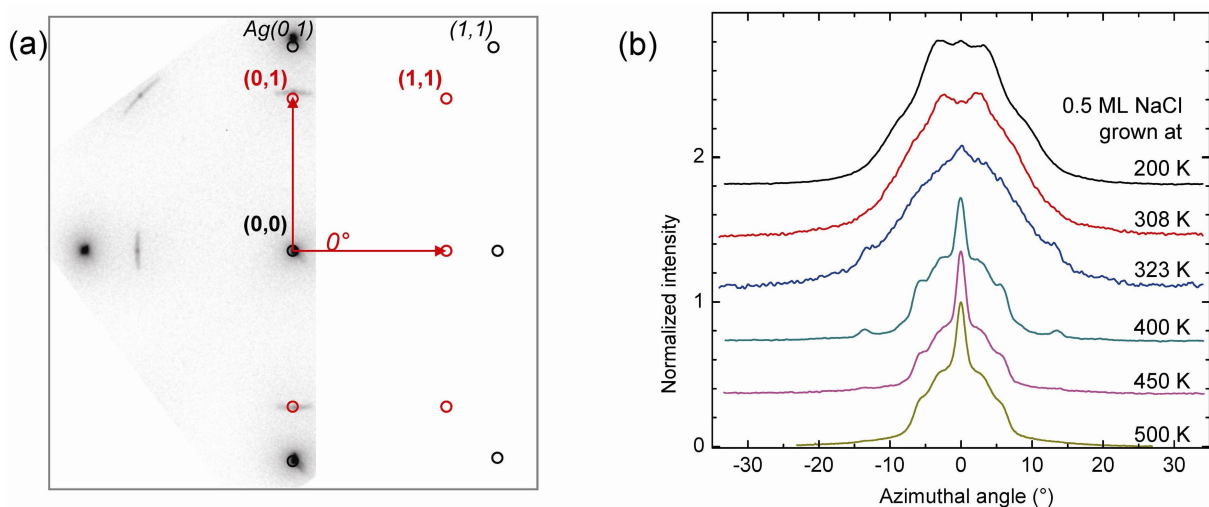 (a)
Ag(0,1)
(1,1)
(0,1)
(1,1)
(0,0)
0°
(b)
Normalized intensity
2
1
0
0.5 ML NaCl
grown at
200 K
308 K
323 K
400 K
450 K
500 K
-30 -20 -10 0 10 20 30
Azimuthal angle (°)